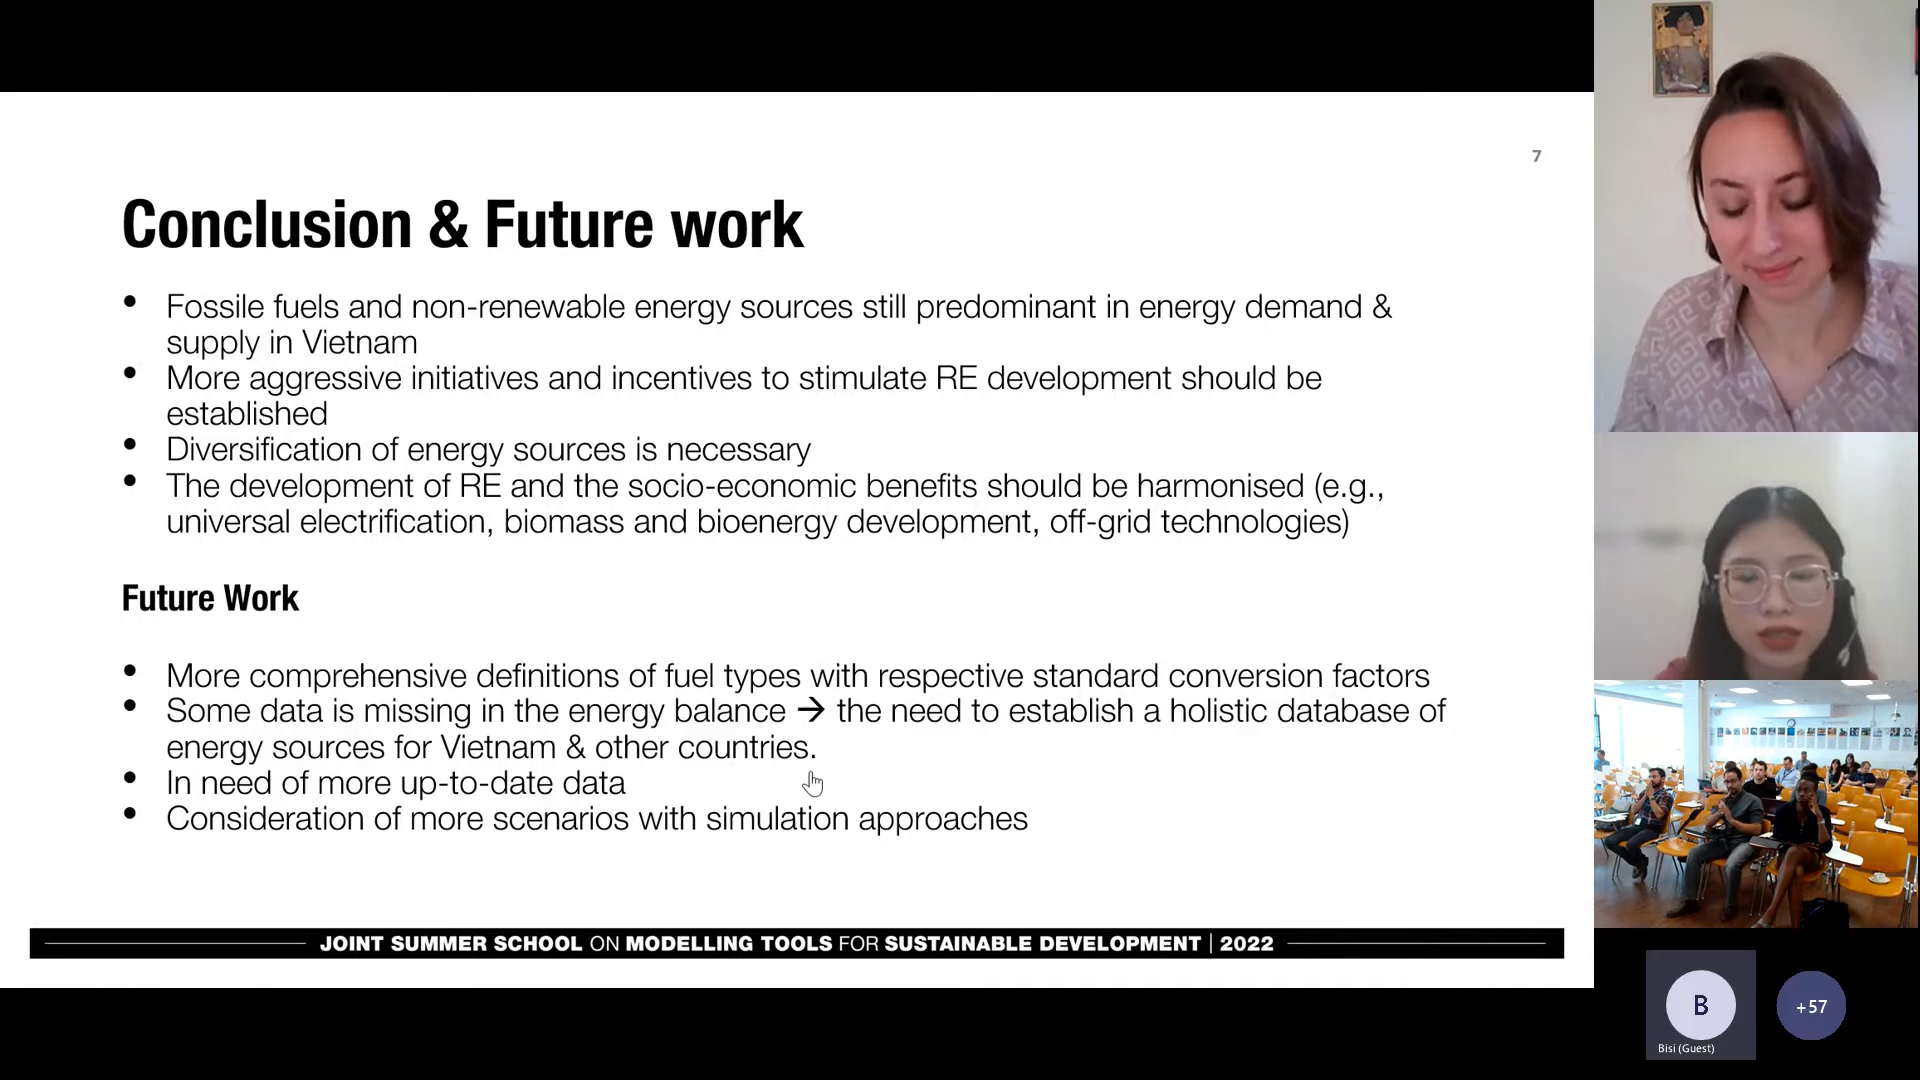 7
Conclusion & Future work
• Fossile fuels and non-renewable energy sources still predominant in energy demand &
supply in Vietnam
• More aggressive initiatives and incentives to stimulate RE development should be
established
• Diversification of energy sources is necessary
• The development of RE and the socio-economic benefits should be harmonised (e.g.,
universal electrification, biomass and bioenergy development, off-grid technologies)
Future Work
• More comprehensive definitions of fuel types with respective standard conversion factors
• Some data is missing in the energy balance → the need to establish a holistic database of
energy sources for Vietnam & other countries.
• In need of more up-to-date data
• Consideration of more scenarios with simulation approaches
JOINT SUMMER SCHOOL ON MODELLING TOOLS FOR SUSTAINABLE DEVELOPMENT | 2022
B
Bisi (Guest)
+57